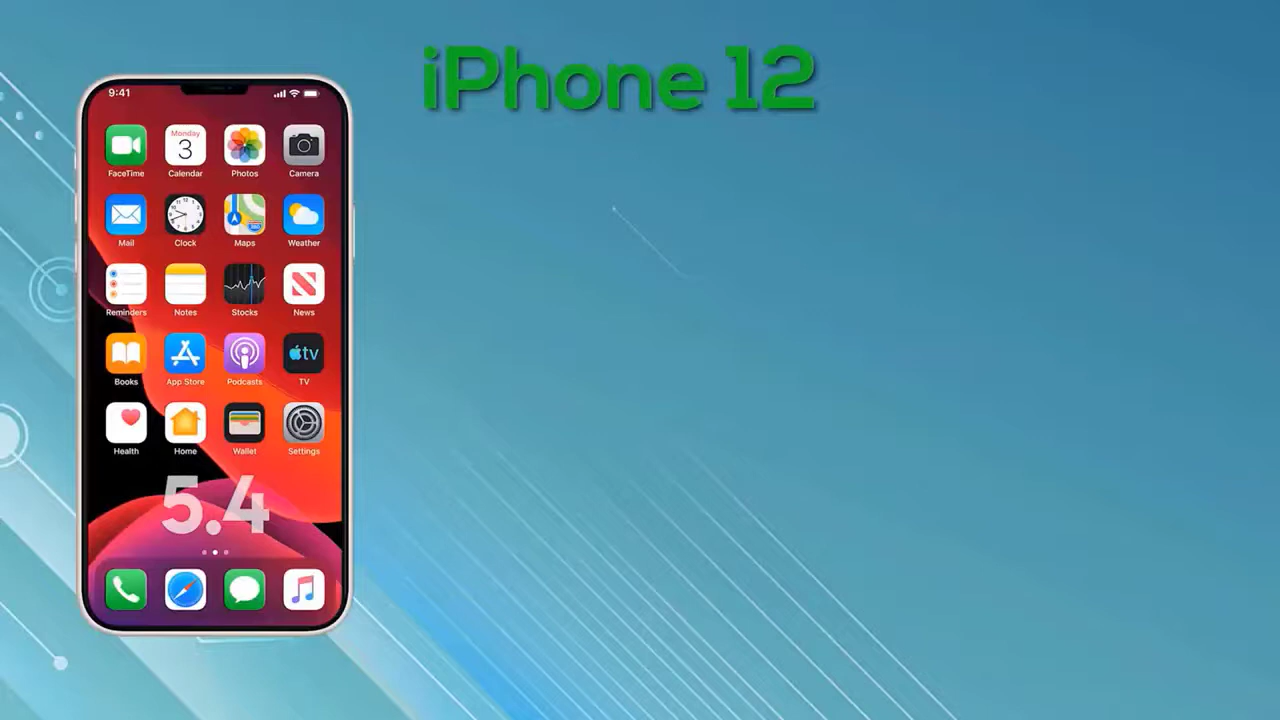 iPhone 12
9:41
FaceTime Calendar Photos Camera
Monday
3
Mail Clock Maps Weather
Reminders Notes Stocks News
Books App Store Podcasts TV
tv
Health Home Wallet Settings
5.4